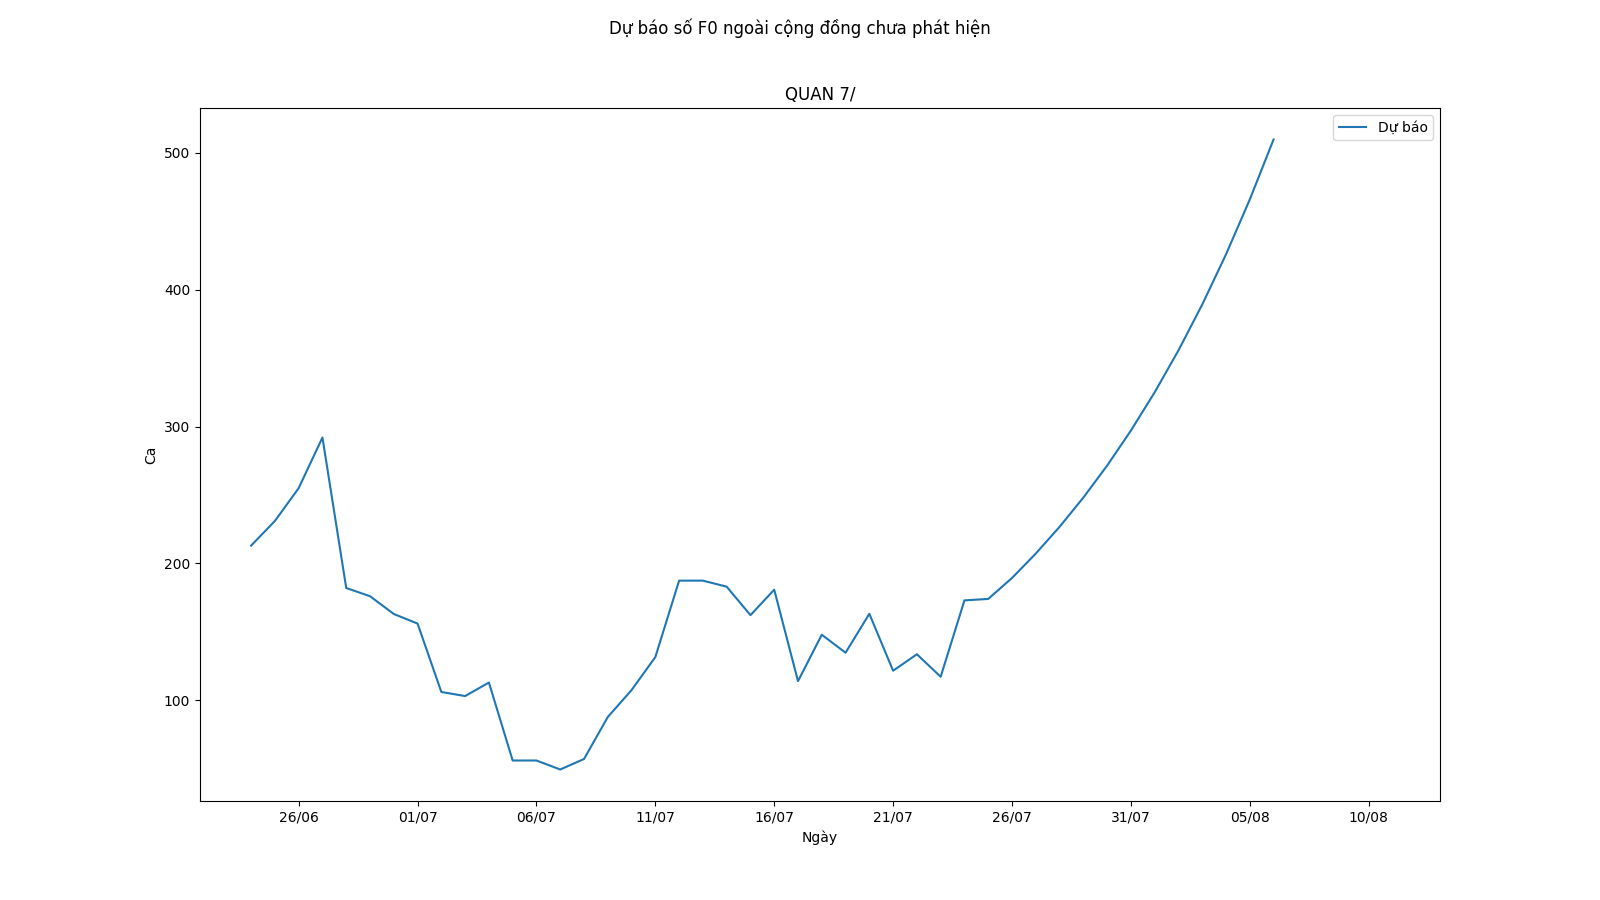 Dự báo số F0 ngoài cộng đồng chưa phát hiện
QUAN 7/
Dự báo
500
400
300
200
100
Ca
26/06 01/07 06/07 11/07 16/07 21/07 26/07 31/07 05/08 10/08
Ngày